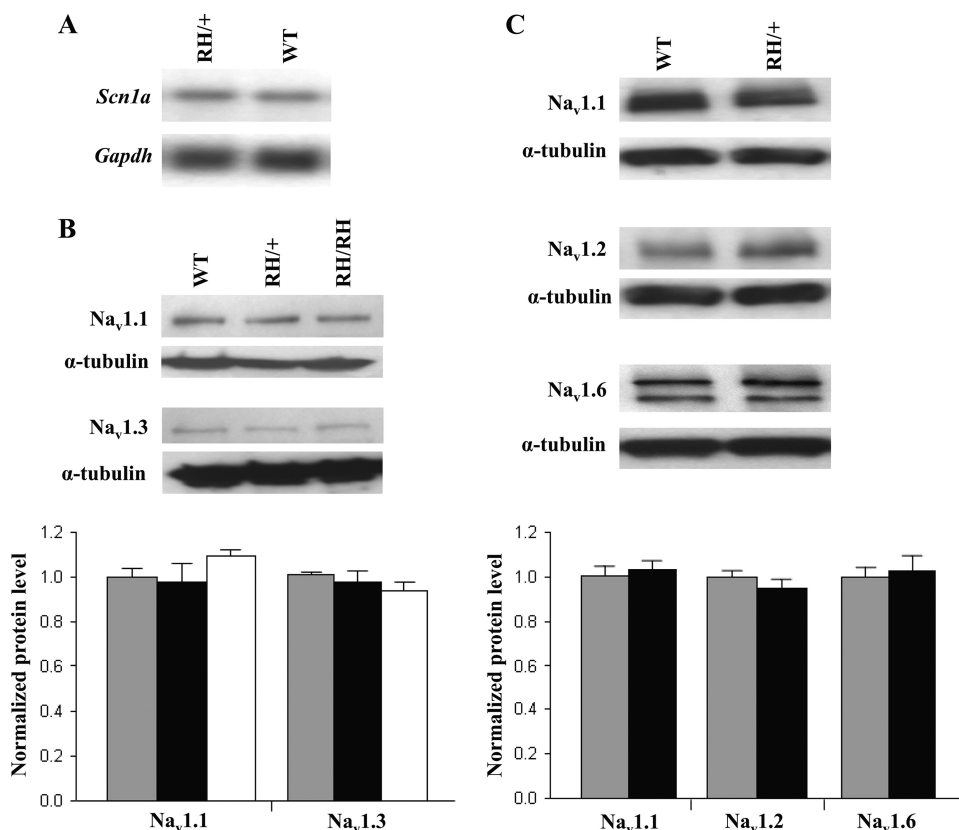 A
RH/+
WT
Scn1a
Gapdh
B
WT
RH/+
RH/RH
Nav1.1
α-tubulin
Nav1.3
α-tubulin
Normalized protein level
1.2
1.0
0.8
0.6
0.4
0.2
0.0
Nav1.1
Nav1.3
C
WT
RH/+
Nav1.1
α-tubulin
Nav1.2
α-tubulin
Nav1.6
α-tubulin
Normalized protein level
1.2
1.0
0.8
0.6
0.4
0.2
0.0
Nav1.1
Nav1.2
Nav1.6